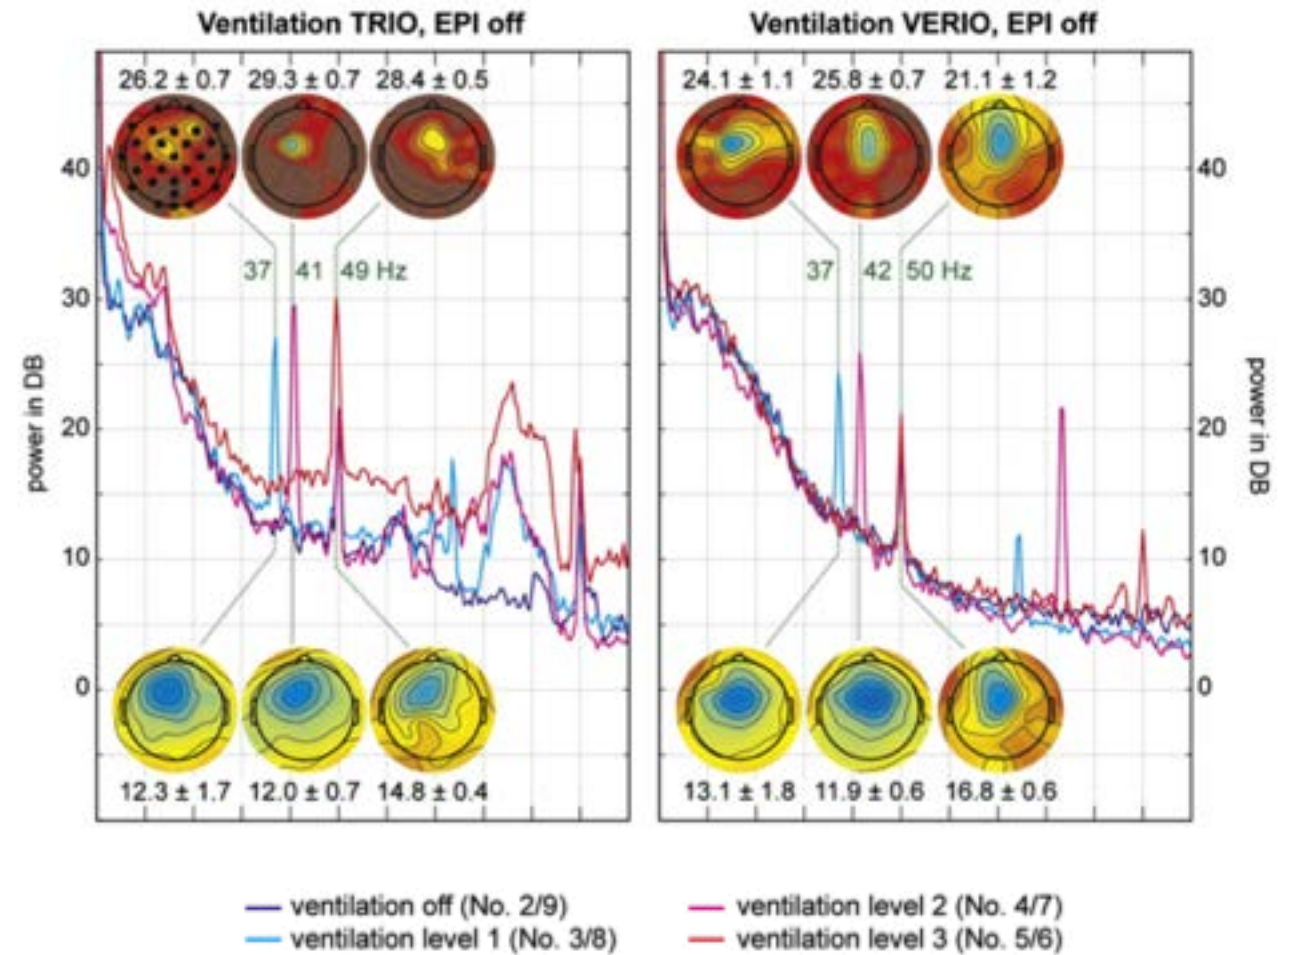 Ventilation TRIO, EPI off
Ventilation VERIO, EPI off
26.2 ± 0.7 29.3 ± 0.7 28.4 ± 0.5
24.1 ± 1.1 25.8 ± 0.7 21.1 ± 1.2
40
40
37 41 49 Hz
37 42 50 Hz
30
30
power in DB
power in DB
20
20
10
10
0
0
12.3 ± 1.7 12.0 ± 0.7 14.8 ± 0.4
13.1 ± 1.8 11.9 ± 0.6 16.8 ± 0.6
ventilation off (No. 2/9)
ventilation level 2 (No. 4/7)
ventilation level 1 (No. 3/8)
ventilation level 3 (No. 5/6)